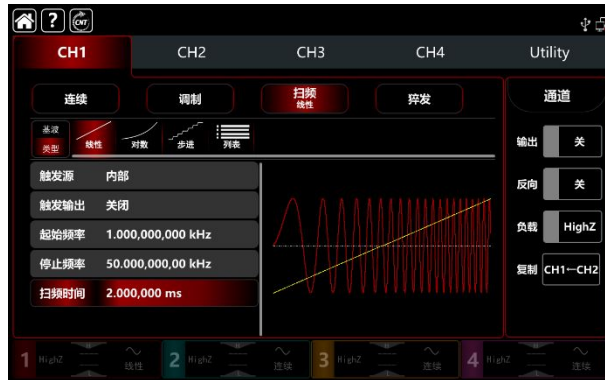 ? CNT
CH1 CH2 CH3 CH4 Utility
连续 调制 扫频 猝发 通道
线性
基波
类型 线性 对数 步进 列表
输出 关
触发源 内部
反向 关
触发输出 关闭
负载 HighZ
起始频率 1.000,000,000 kHz
停止频率 50.000,000,00 kHz
复制 CH1←CH2
扫频时间 2.000,000 ms
1 HighZ 线性 2 HighZ 连续 3 HighZ 连续 4 HighZ 连续